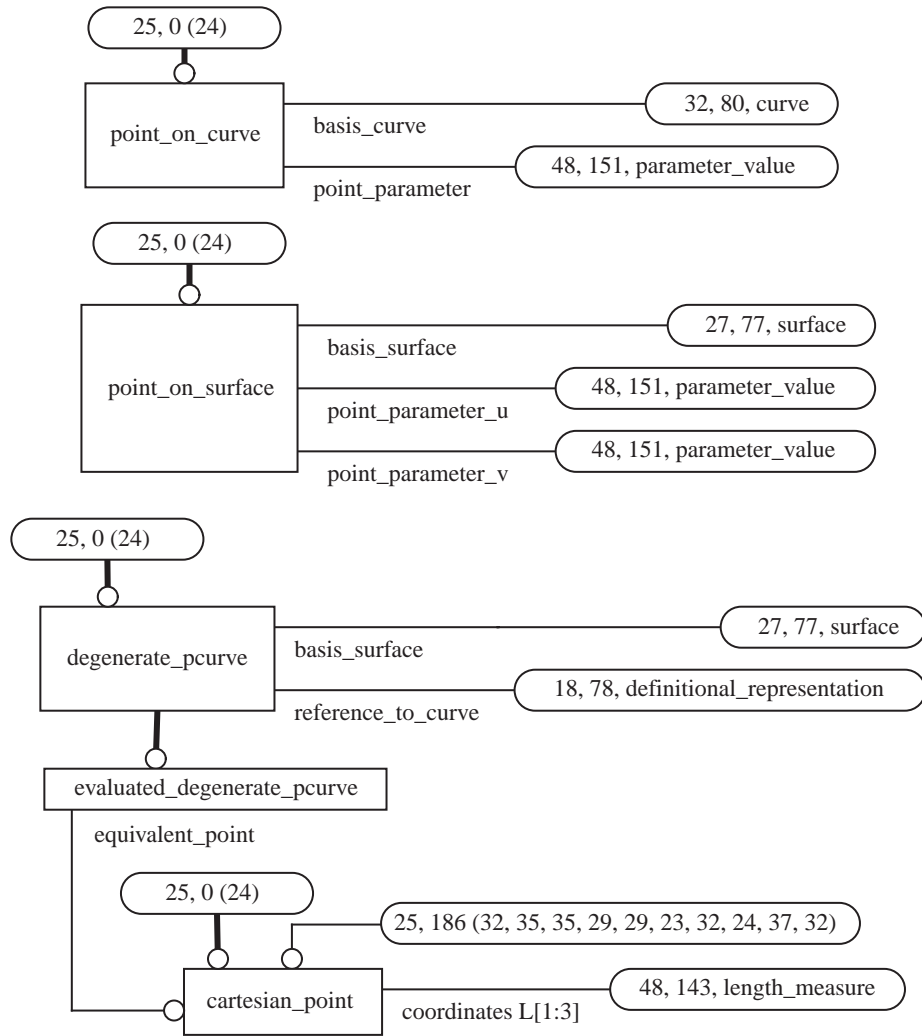 25, 0 (24)
point_on_curve
basis_curve
32, 80, curve
point_parameter
48, 151, parameter_value
25, 0 (24)
point_on_surface
basis_surface
27, 77, surface
point_parameter_u
48, 151, parameter_value
point_parameter_v
48, 151, parameter_value
25, 0 (24)
degenerate_pcurve
basis_surface
27, 77, surface
reference_to_curve
18, 78, definitional_representation
evaluated_degenerate_pcurve
equivalent_point
25, 0 (24)
25, 186 (32, 35, 35, 29, 29, 23, 32, 24, 37, 32)
cartesian_point
coordinates L[1:3]
48, 143, length_measure